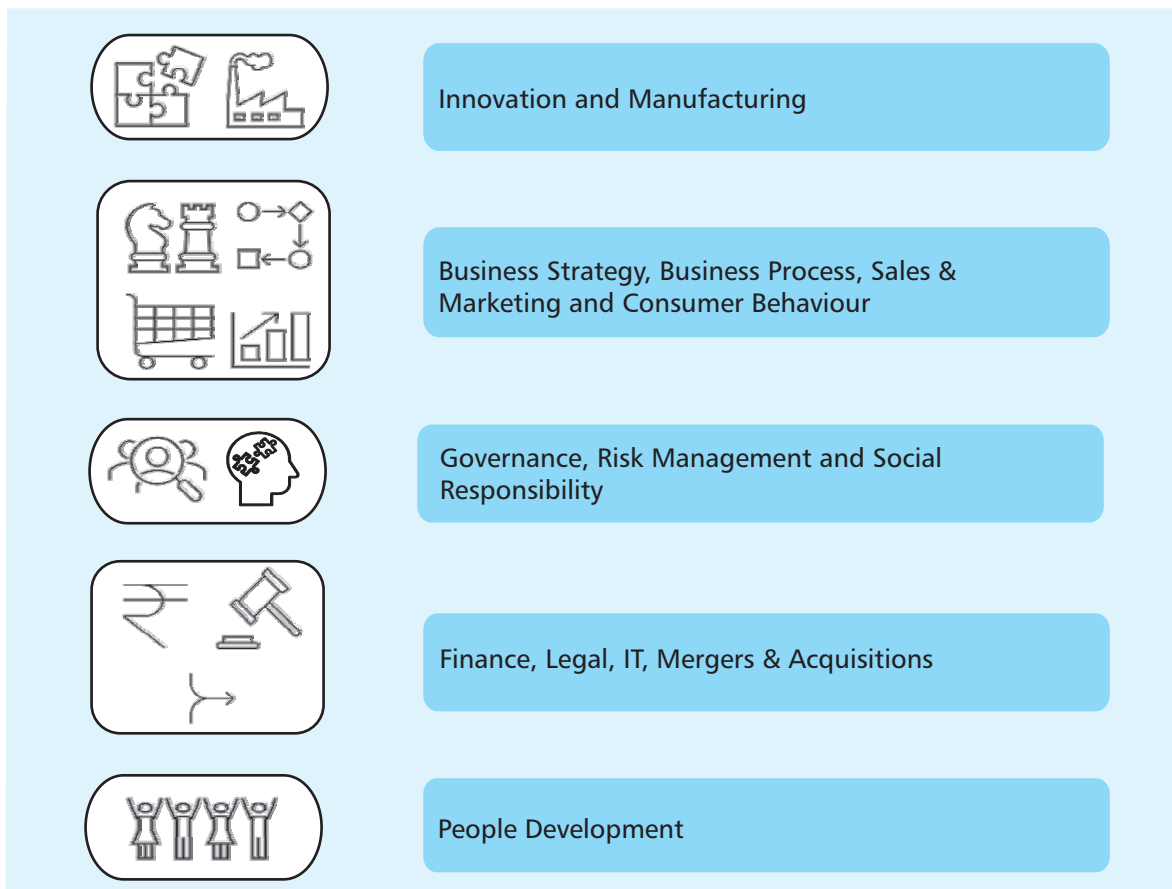 Innovation and Manufacturing
Business Strategy, Business Process, Sales &
Marketing and Consumer Behaviour
Governance, Risk Management and Social
Responsibility
Finance, Legal, IT, Mergers & Acquisitions
People Development